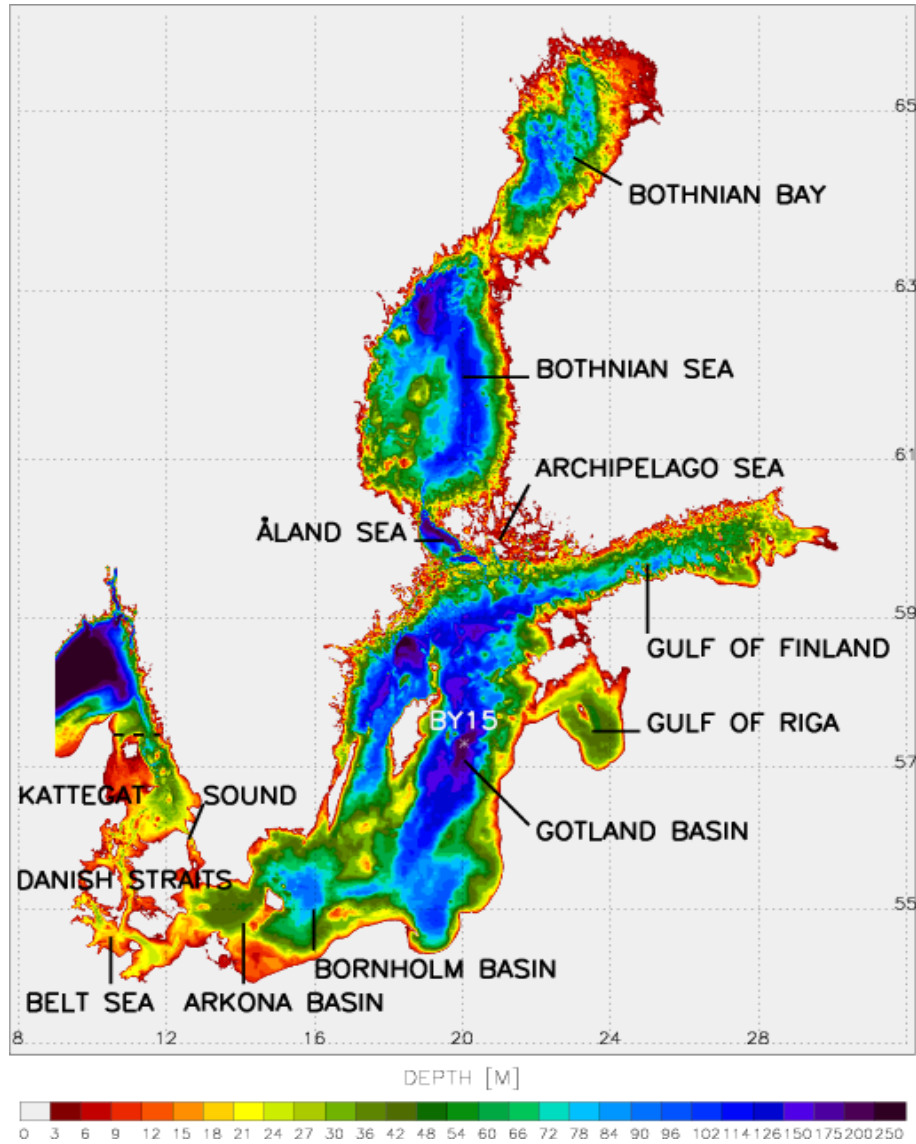 65
BOTHNIAN BAY
63
BOTHNIAN SEA
61
ARCHIPELAGO SEA
ÅLAND SEA
59
GULF OF FINLAND
BY15
GULF OF RIGA
57
KATTEGAT
SOUND
GOTLAND BASIN
DANISH STRAITS
55
BORNHOLM BASIN
BELT SEA
ARKONA BASIN
8 12 16 20 24 28
DEPTH [M]
0 3 6 9 12 15 18 21 24 27 30 36 42 48 54 60 66 72 78 84 90 96 102 114 126 150 175 200 250